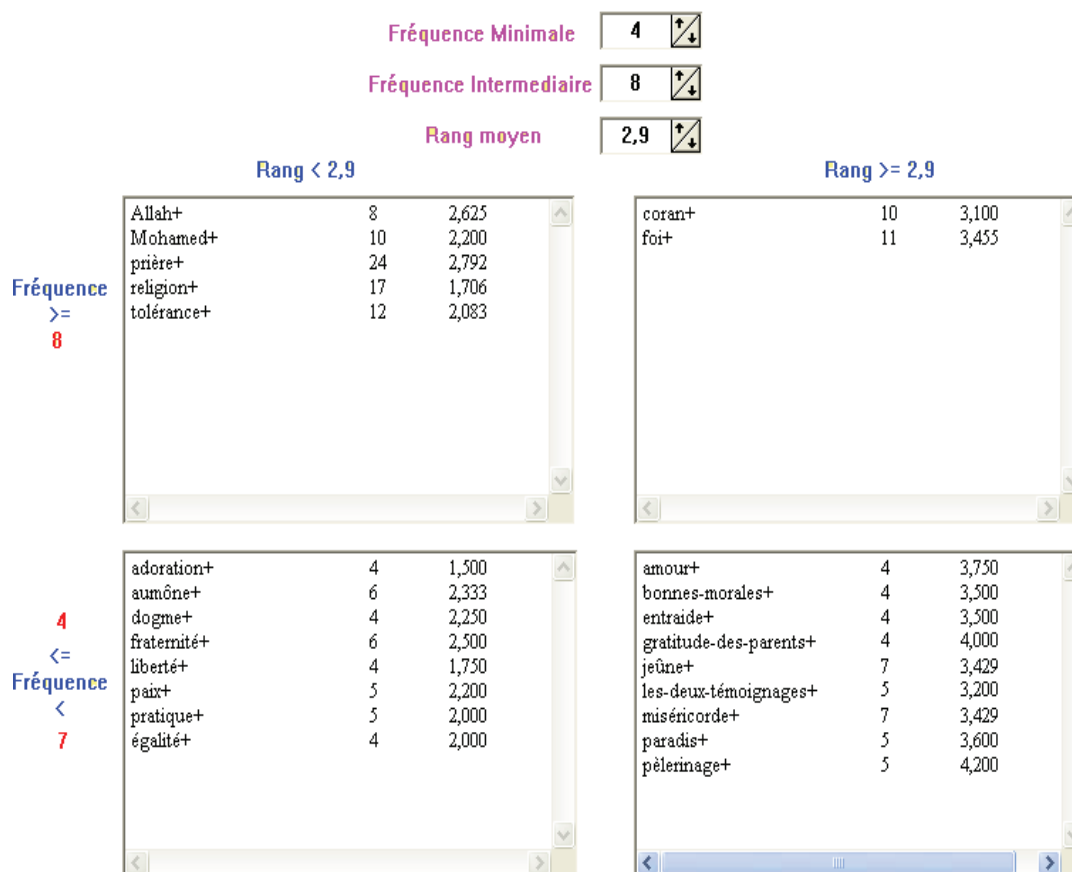 Fréquence Minimale 4
Fréquence Intermediaire 8
Rang moyen 2,9
Rang < 2,9
Rang >= 2,9
Fréquence
>=
8
Allah+ 8 2,625
Mohamed+ 10 2,200
prière+ 24 2,792
religion+ 17 1,706
tolérance+ 12 2,083
coran+ 10 3,100
foi+ 11 3,455
4
<=
Fréquence
<
7
adoration+ 4 1,500
aumône+ 6 2,333
dogme+ 4 2,250
fraternité+ 6 2,500
liberté+ 4 1,750
paix+ 5 2,200
pratique+ 5 2,000
égalité+ 4 2,000
amour+ 4 3,750
bonnes-morales+ 4 3,500
entraide+ 4 3,500
gratitude-des-parents+ 4 4,000
jeûne+ 7 3,429
les-deux-témoignages+ 5 3,200
miséricorde+ 7 3,429
paradis+ 5 3,600
pèlerinage+ 5 4,200